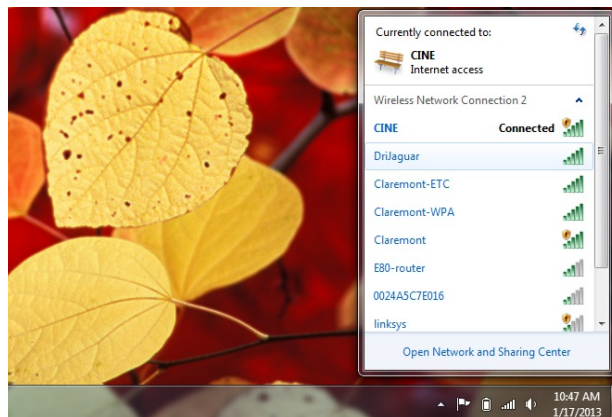 Currently connected to:
CINE
Internet access
Wireless Network Connection 2
CINE Connected
DriJaguar
Claremont-ETC
Claremont-WPA
Claremont
E80-router
0024A5C7E016
linksys
Open Network and Sharing Center
10:47 AM
1/17/2013